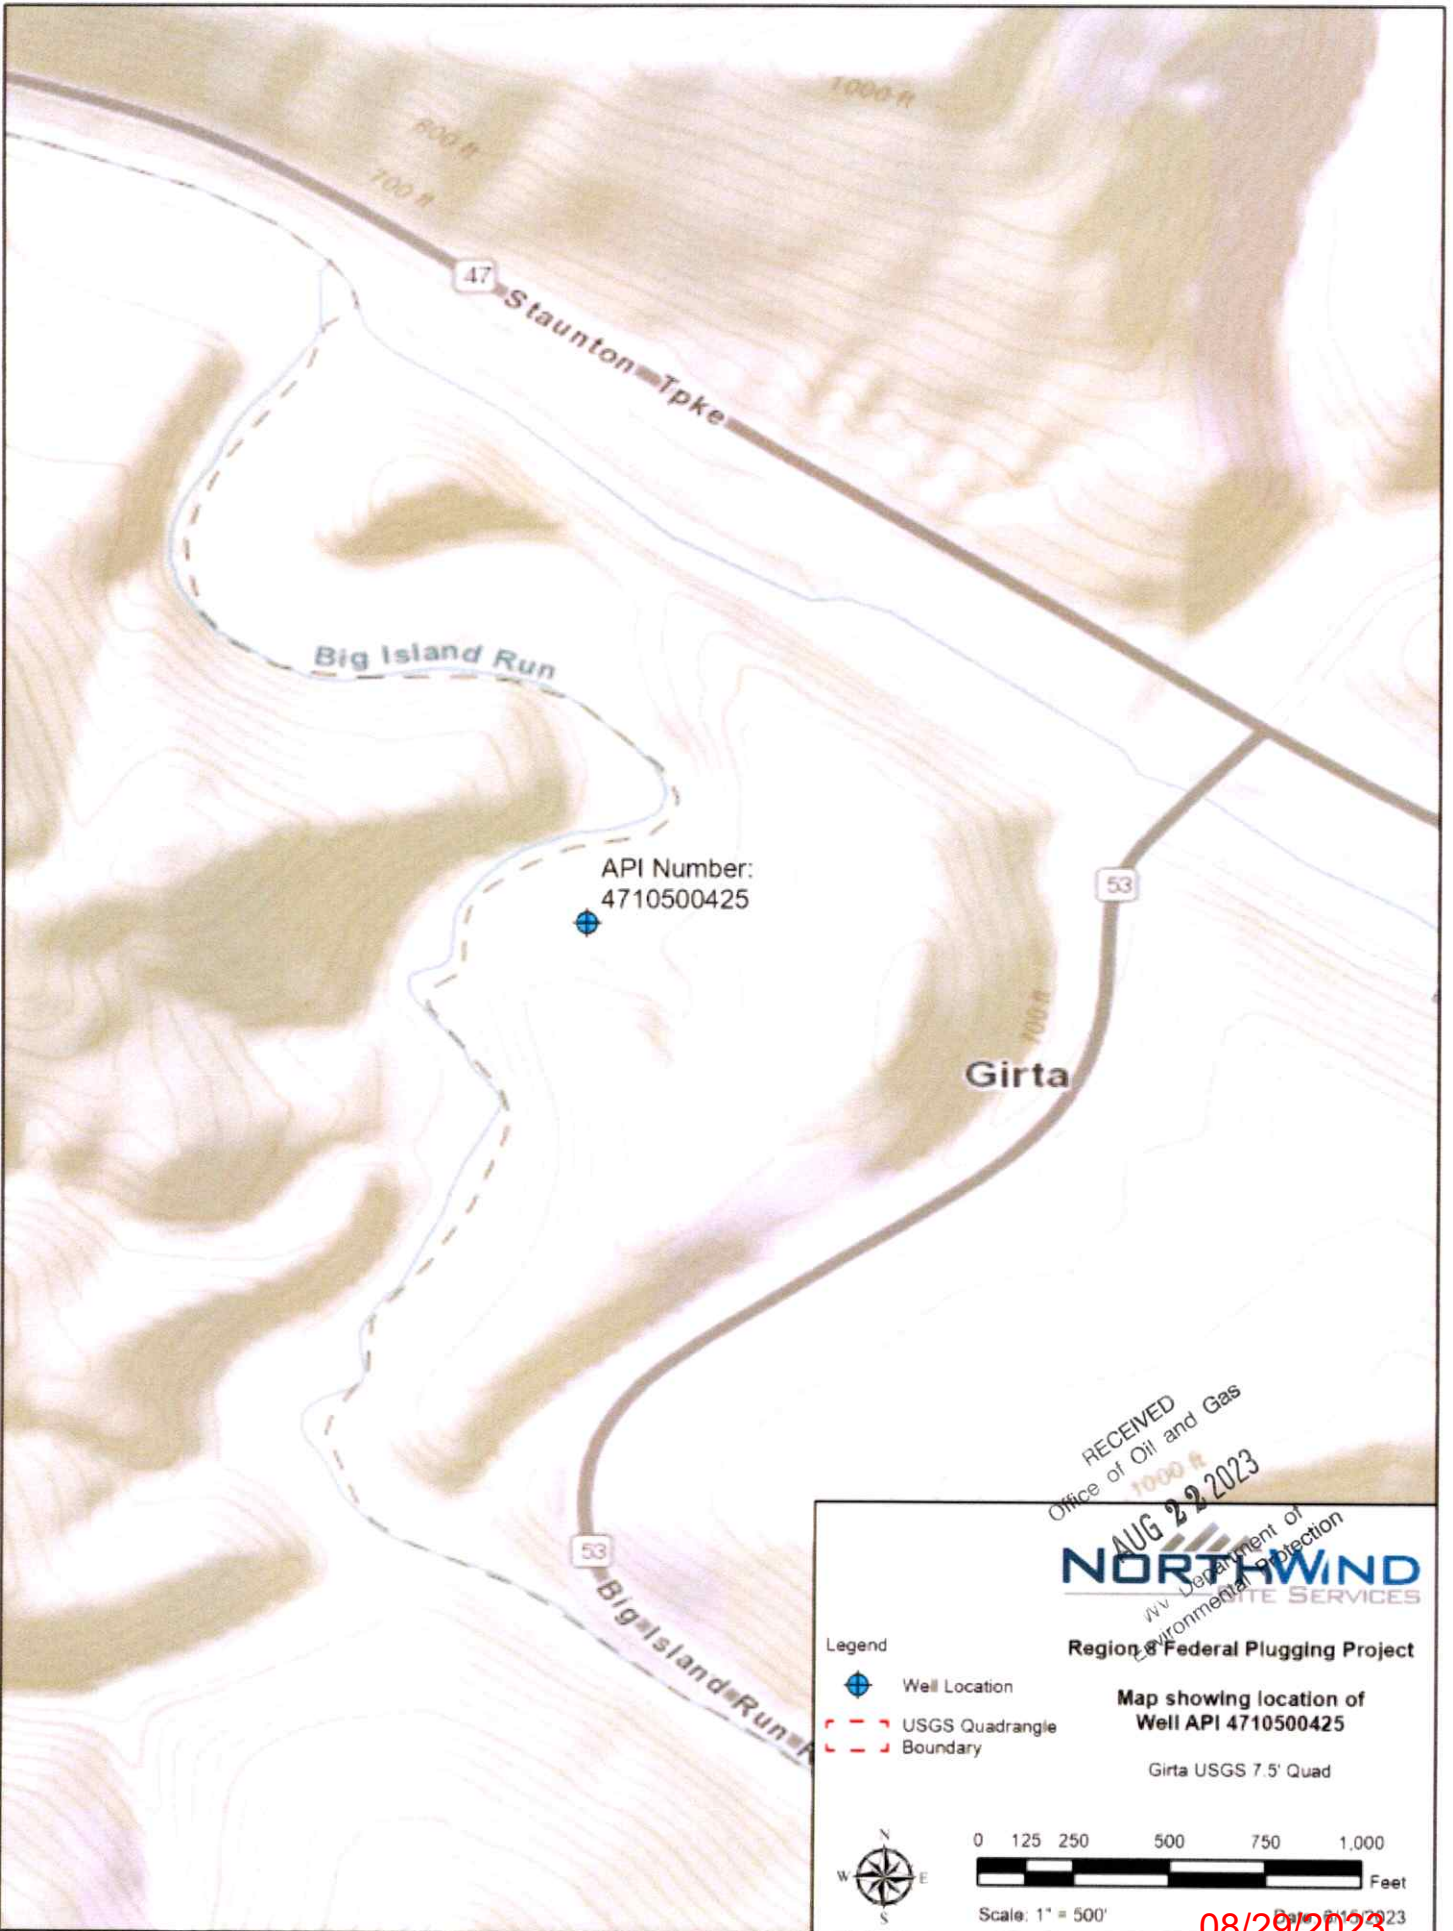 1000 ft
800 ft
700 ft
47
Staunton Tpke
Big Island Run
API Number:
4710500425
53
700 ft
Girta
53
Big Island Run
RECEIVED
Office of Oil and Gas
1000 ft
AUG 22 2023
WV Department of
Environmental Protection
NORTHWIND
SITE SERVICES
Legend
Region 8 Federal Plugging Project
Well Location
Map showing location of
Well API 4710500425
USGS Quadrangle
Boundary
Girta USGS 7.5' Quad
N
W E
S
0 125 250 500 750 1,000
Feet
Scale: 1" = 500'
08/29/2023